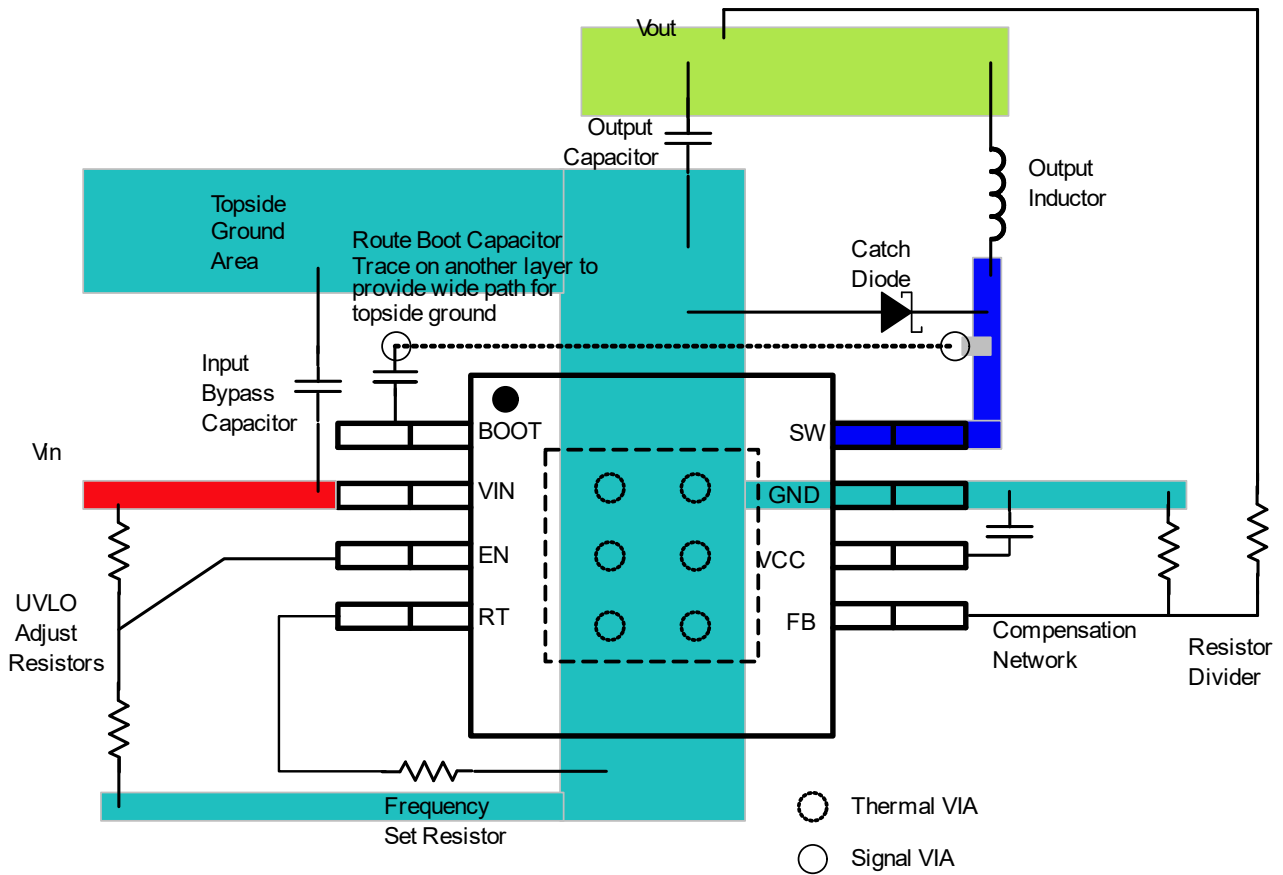 Vout
Output
Capacitor
Output
Inductor
Topside
Ground
Area
Route Boot Capacitor
Trace on another layer to
provide wide path for
topside ground
Catch
Diode
Input
Bypass
Capacitor
BOOT
SW
Vin
VIN
GND
EN
VCC
RT
FB
UVLO
Adjust
Resistors
Compensation
Network
Resistor
Divider
Frequency
Set Resistor
Thermal VIA
Signal VIA